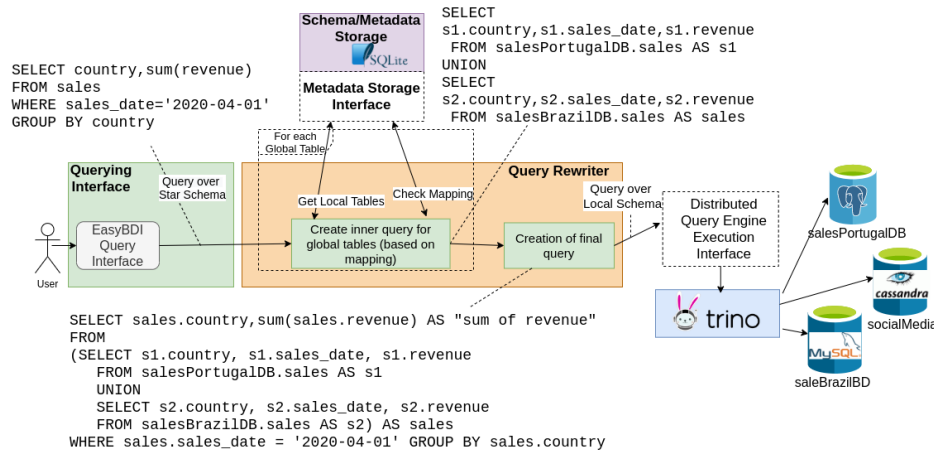 Schema/Metadata
Storage
SQLite
Metadata Storage
Interface
SELECT
s1.country,s1.sales_date,s1.revenue
FROM salesPortugalDB.sales AS s1
UNION
SELECT
s2.country,s2.sales_date,s2.revenue
FROM salesBrazilDB.sales AS sales
SELECT country,sum(revenue)
FROM sales
WHERE sales_date='2020-04-01'
GROUP BY country
For each
Global Table
Querying
Interface
Query over
Star Schema
Query Rewriter
Get Local Tables
Check Mapping
Query over
Local Schema
User
EasyBDI
Query
Interface
Create inner query for
global tables (based on
mapping)
Creation of final
query
Distributed
Query Engine
Execution
Interface
trino
salesPortugalDB
cassandra
socialMedia
MySQL
saleBrazilBD
SELECT sales.country,sum(sales.revenue) AS "sum of revenue"
FROM
(SELECT s1.country, s1.sales_date, s1.revenue
FROM salesPortugalDB.sales AS s1
UNION
SELECT s2.country, s2.sales_date, s2.revenue
FROM salesBrazilDB.sales AS s2) AS sales
WHERE sales.sales_date = '2020-04-01' GROUP BY sales.country